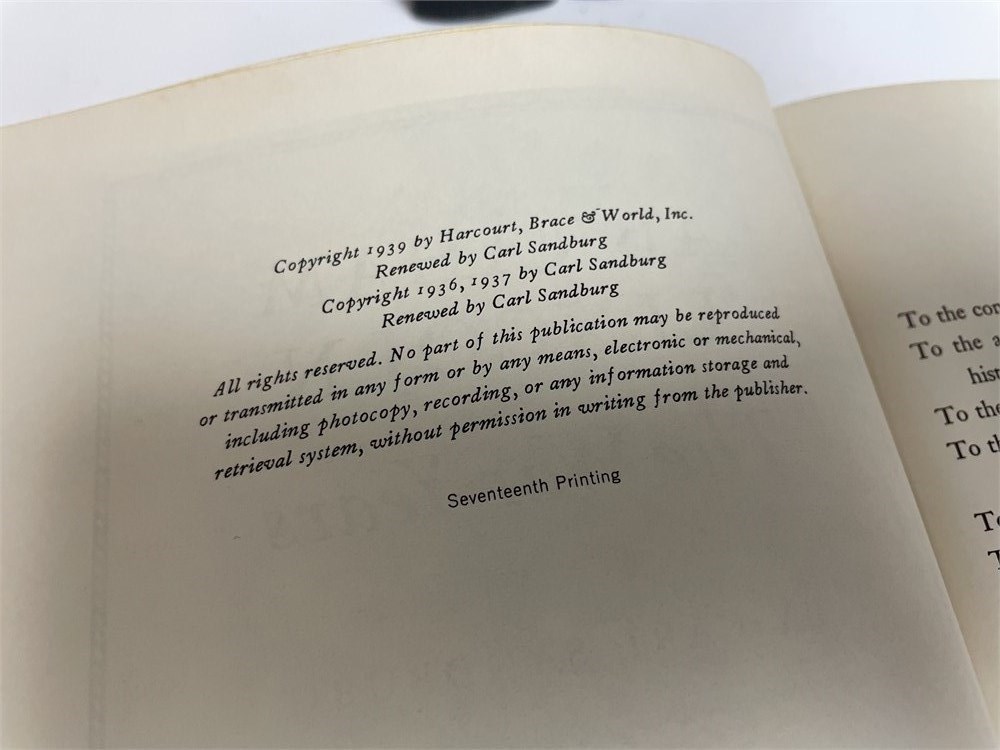 Copyright 1939 by Harcourt, Brace & World, Inc.
Renewed by Carl Sandburg
Copyright 1936, 1937 by Carl Sandburg
Renewed by Carl Sandburg
All rights reserved. No part of this publication may be reproduced
or transmitted in any form or by any means, electronic or mechanical,
including photocopy, recording, or any information storage and
retrieval system, without permission in writing from the publisher.
Seventeenth Printing
To the
To the
To the
To